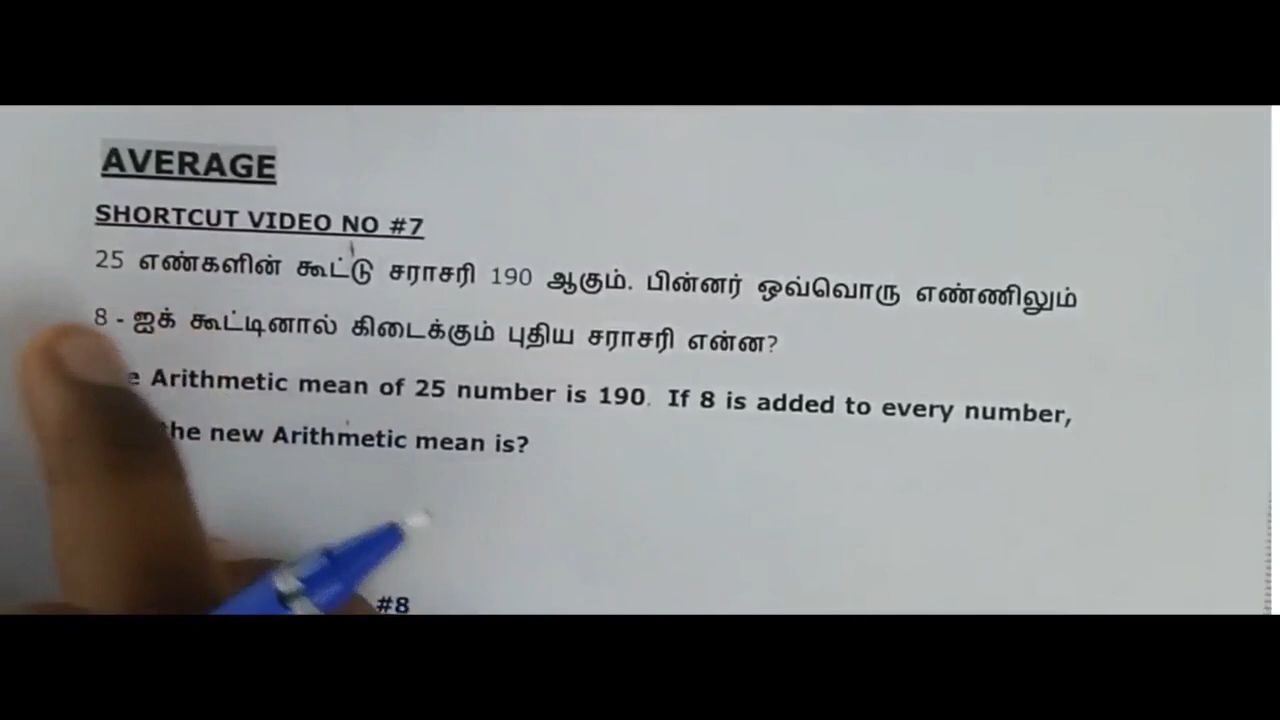 AVERAGE
SHORTCUT VIDEO NO #7
25 எண்களின் கூட்டு சராசரி 190 ஆகும். பின்னர் ஒவ்வொரு எண்ணிலும்
8 - ஐக் கூட்டினால் கிடைக்கும் புதிய சராசரி என்ன?
Arithmetic mean of 25 number is 190. If 8 is added to every number,
the new Arithmetic mean is?
#8